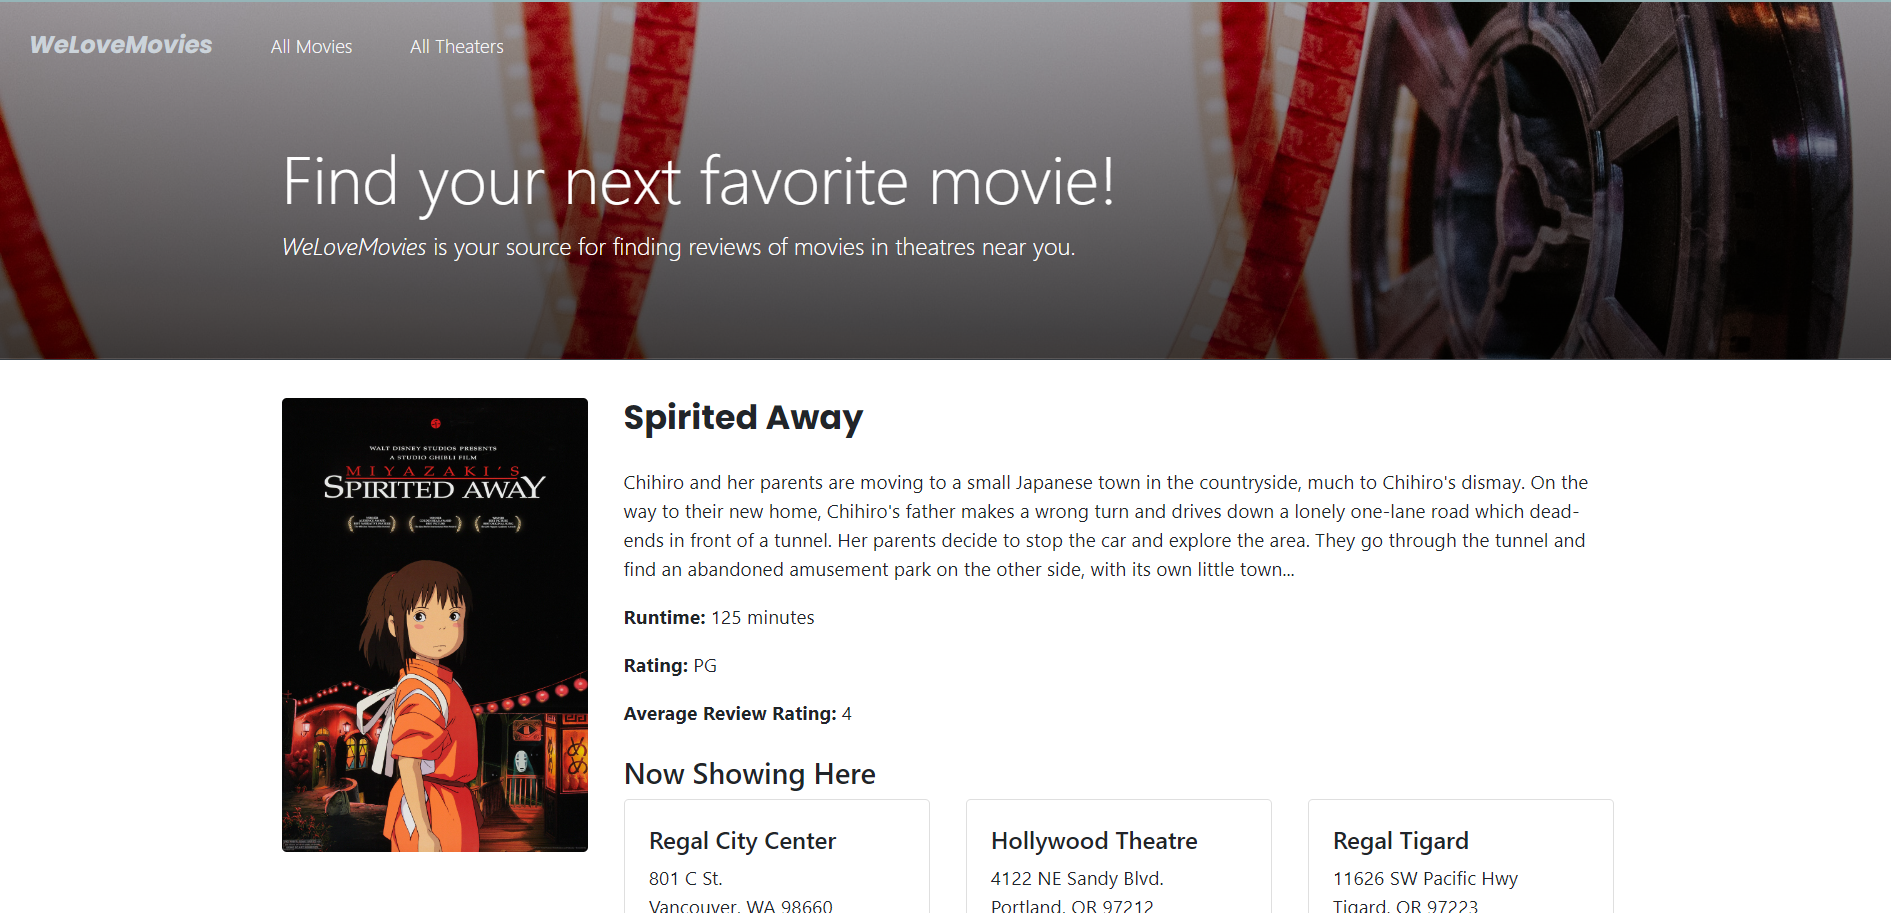 WeLoveMovies
All Movies
All Theaters
Find your next favorite movie!
WeLoveMovies is your source for finding reviews of movies in theatres near you.
WALT DISNEY STUDIOS PRESENTS
A STUDIO GHIBLI FILM
MIYAZAKI'S
SPIRITED AWAY
Spirited Away
Chihiro and her parents are moving to a small Japanese town in the countryside, much to Chihiro's dismay. On the
way to their new home, Chihiro's father makes a wrong turn and drives down a lonely one-lane road which dead-
ends in front of a tunnel. Her parents decide to stop the car and explore the area. They go through the tunnel and
find an abandoned amusement park on the other side, with its own little town...
Runtime: 125 minutes
Rating: PG
Average Review Rating: 4
Now Showing Here
Regal City Center
801 C St.
Vancouver, WA 98660
Hollywood Theatre
4122 NE Sandy Blvd.
Portland, OR 97212
Regal Tigard
11626 SW Pacific Hwy
Tigard, OR 97223